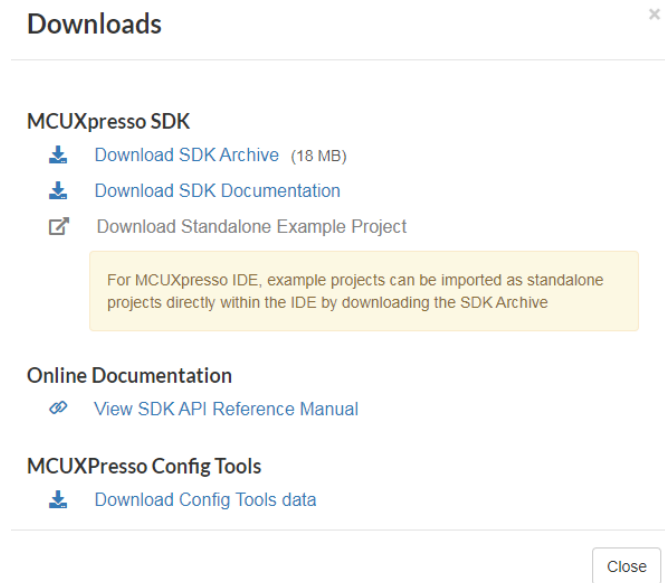 Downloads
×
MCUXpresso SDK
Download SDK Archive (18 MB)
Download SDK Documentation
Download Standalone Example Project
For MCUXpresso IDE, example projects can be imported as standalone
projects directly within the IDE by downloading the SDK Archive
Online Documentation
View SDK API Reference Manual
MCUXPresso Config Tools
Download Config Tools data
Close